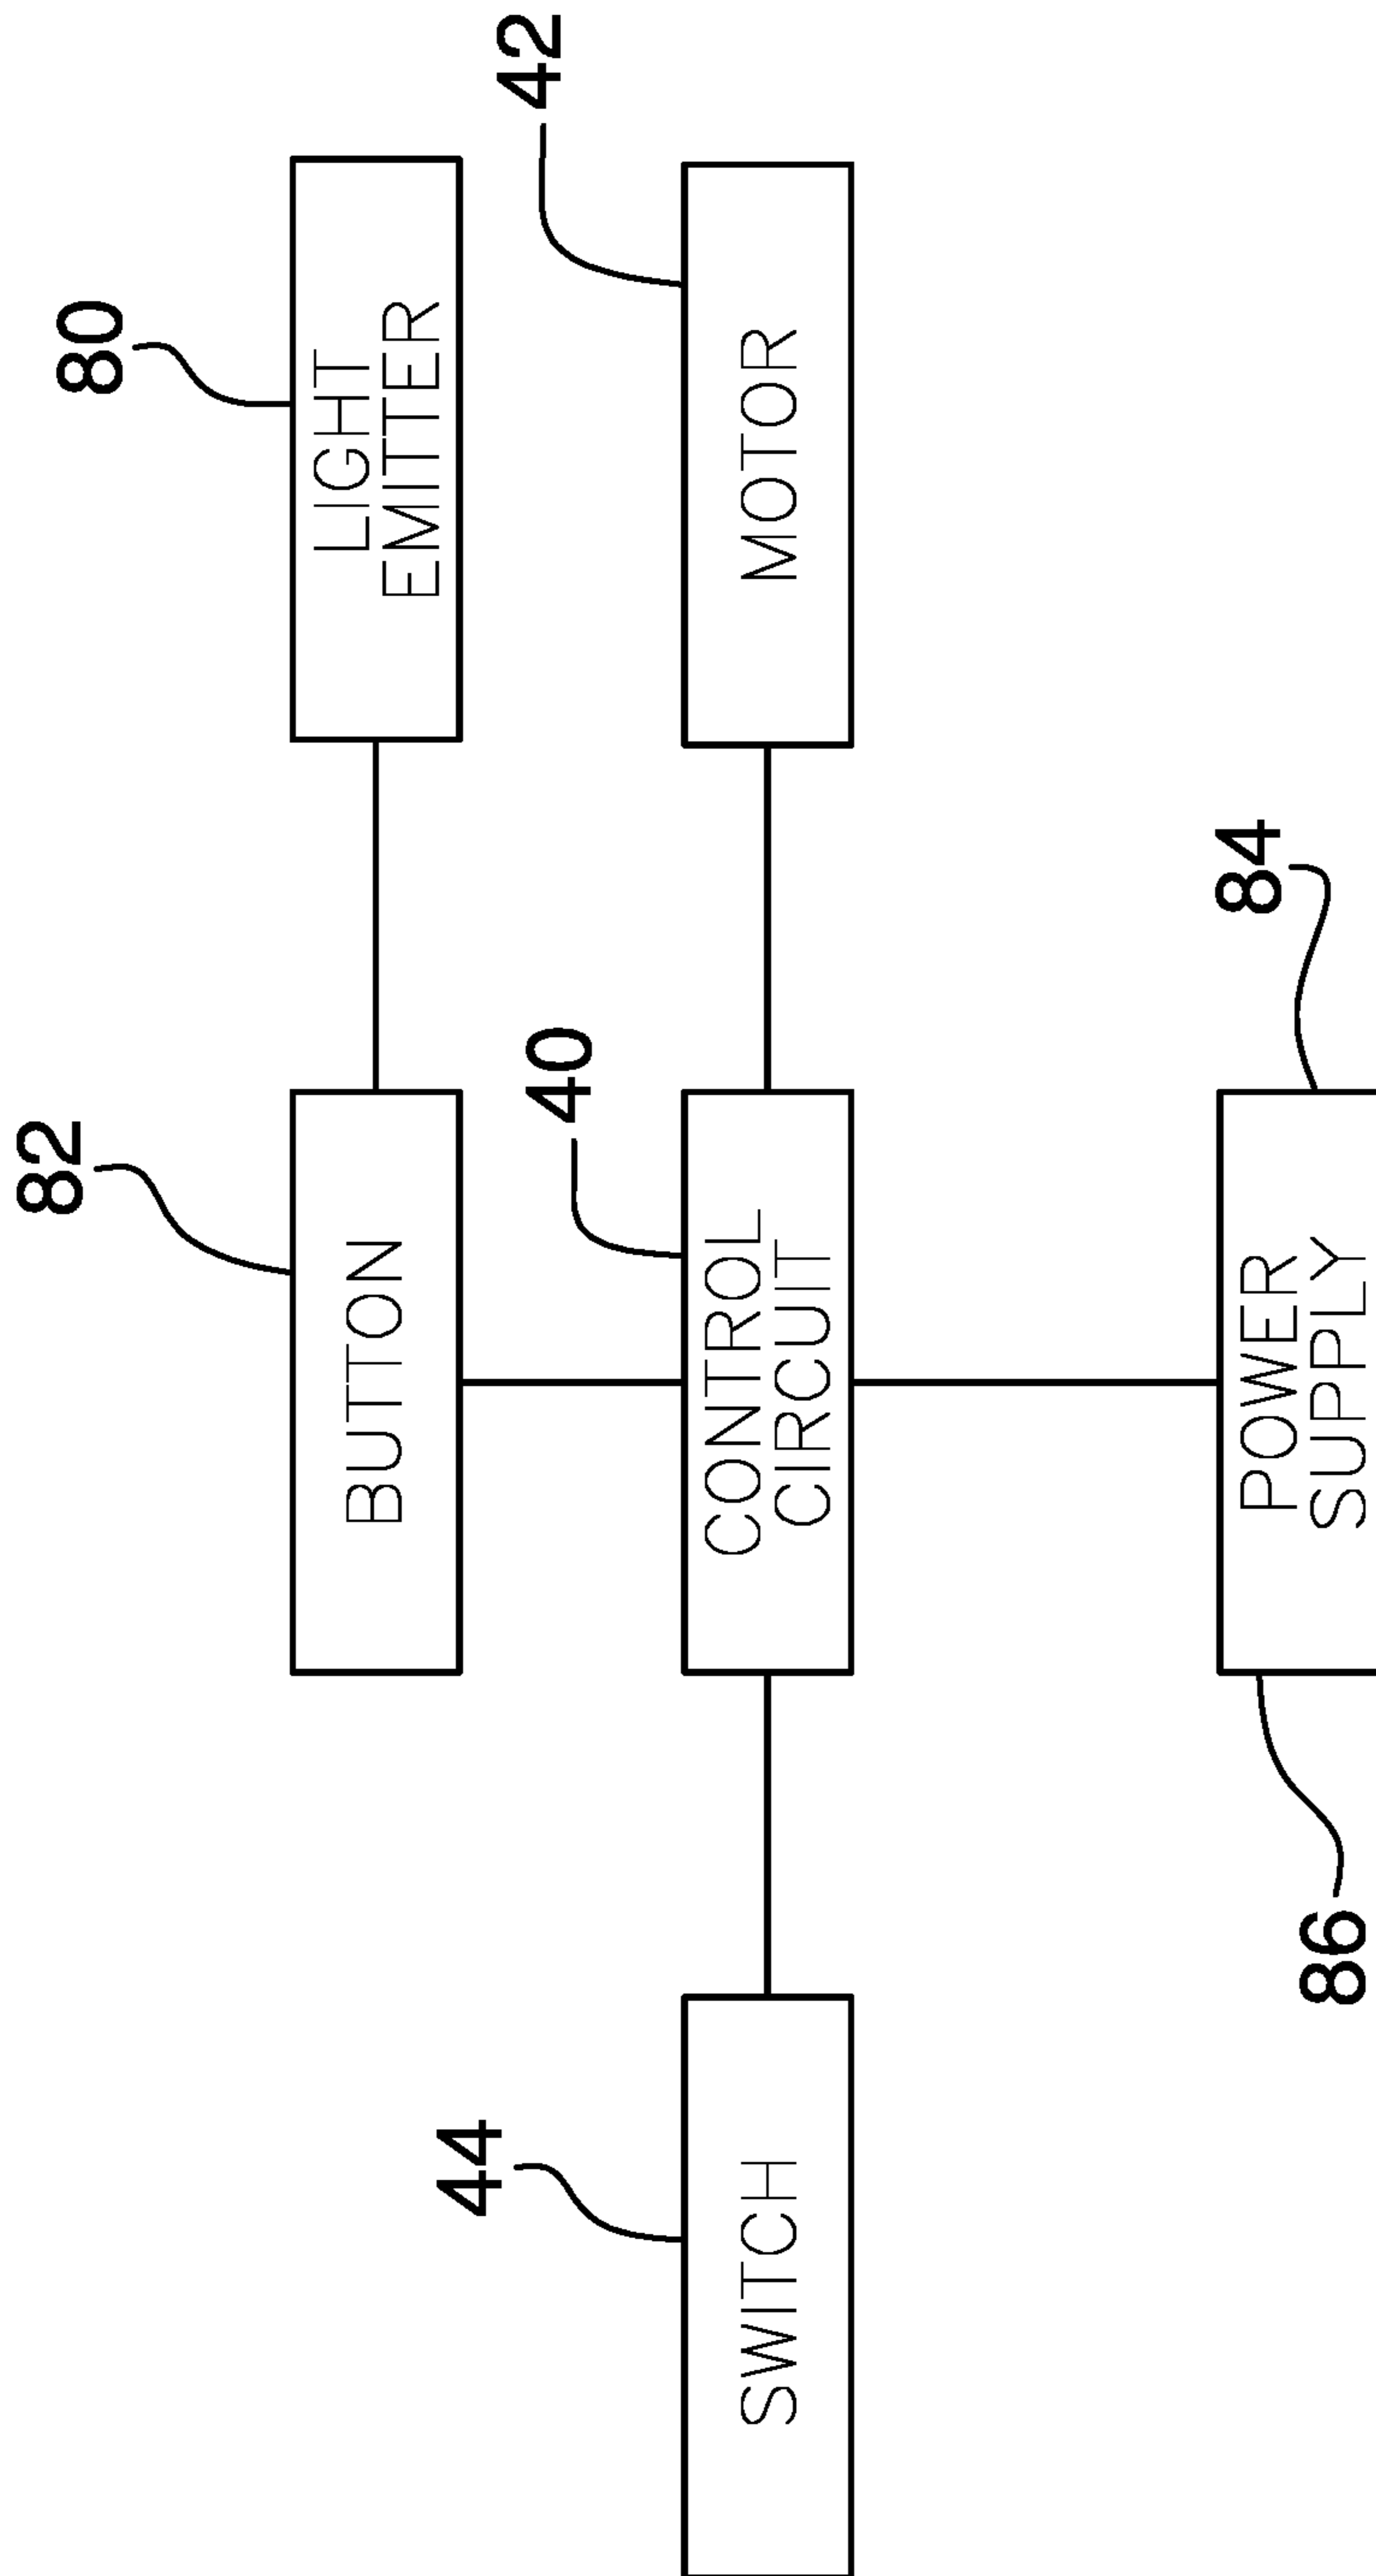 82
80
BUTTON
LIGHT
EMITTER
44
40
42
SWITCH
CONTROL
CIRCUIT
MOTOR
84
POWER
SUPPLY
86